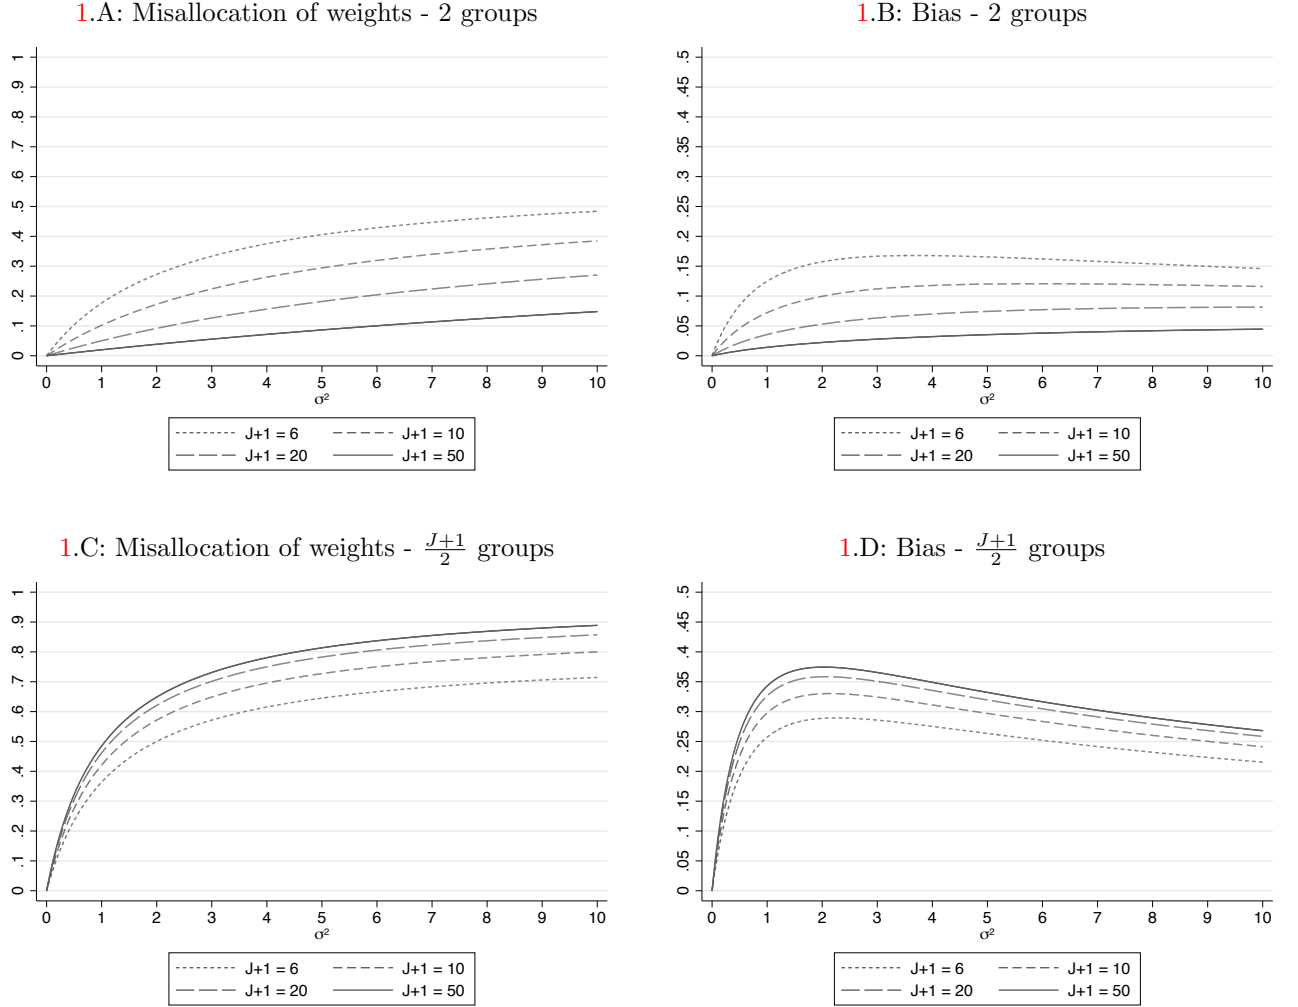 1.A: Misallocation of weights - 2 groups
1
.9
.8
.7
.6
.5
.4
.3
.2
.1
0
0 1 2 3 4 5 6 7 8 9 10
σ²
J+1 = 6 J+1 = 10
J+1 = 20 J+1 = 50
1.B: Bias - 2 groups
.5
.45
.4
.35
.3
.25
.2
.15
.1
.05
0
0 1 2 3 4 5 6 7 8 9 10
σ²
J+1 = 6 J+1 = 10
J+1 = 20 J+1 = 50
1.C: Misallocation of weights - \frac{J+1}{2} groups
1
.9
.8
.7
.6
.5
.4
.3
.2
.1
0
0 1 2 3 4 5 6 7 8 9 10
σ²
J+1 = 6 J+1 = 10
J+1 = 20 J+1 = 50
1.D: Bias - \frac{J+1}{2} groups
.5
.45
.4
.35
.3
.25
.2
.15
.1
.05
0
0 1 2 3 4 5 6 7 8 9 10
σ²
J+1 = 6 J+1 = 10
J+1 = 20 J+1 = 50